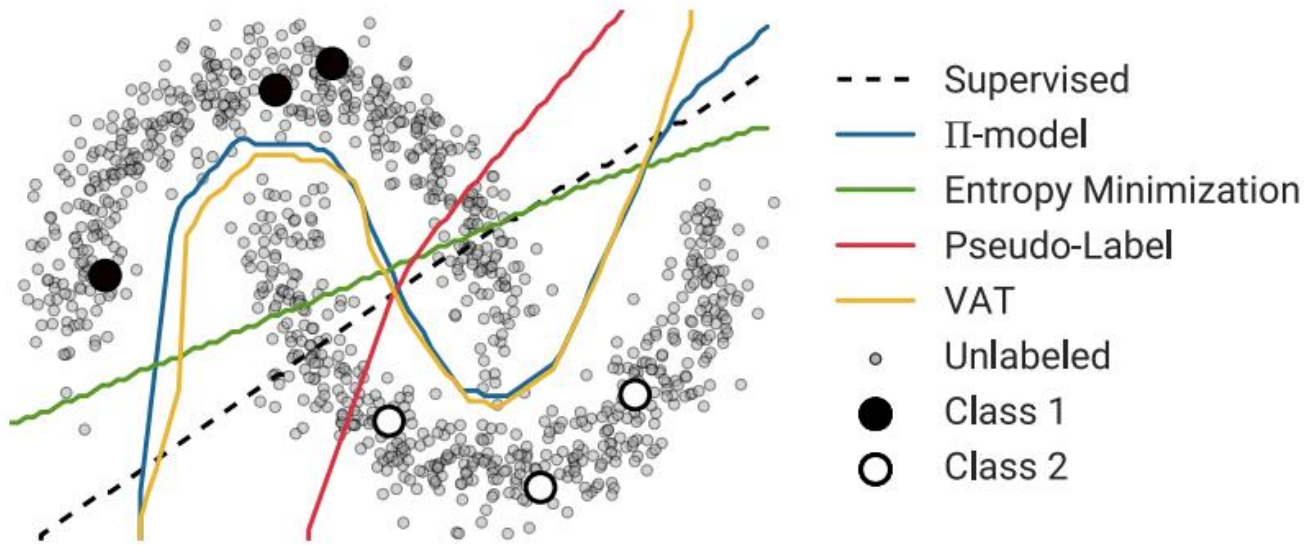 Supervised
Π-model
Entropy Minimization
Pseudo-Label
VAT
Unlabeled
Class 1
Class 2